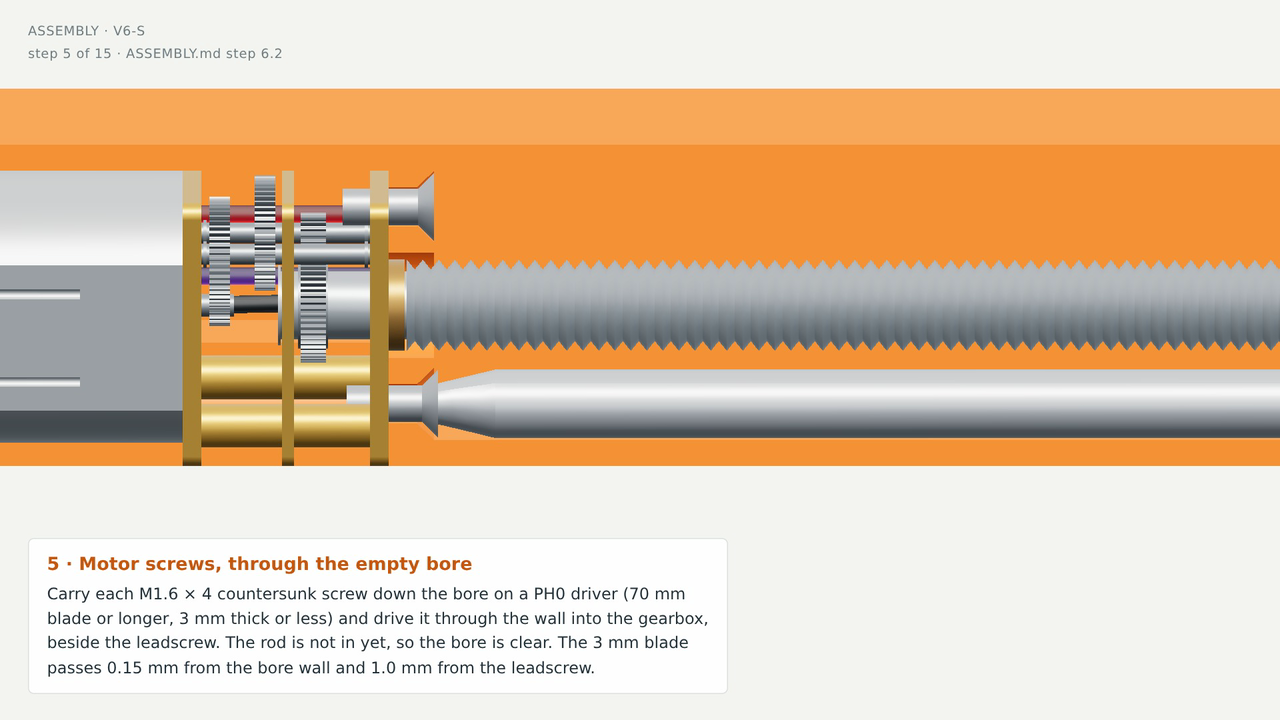 ASSEMBLY · V6-S
step 5 of 15 · ASSEMBLY.md step 6.2
5 · Motor screws, through the empty bore
Carry each M1.6 × 4 countersunk screw down the bore on a PH0 driver (70 mm
blade or longer, 3 mm thick or less) and drive it through the wall into the gearbox,
beside the leadscrew. The rod is not in yet, so the bore is clear. The 3 mm blade
passes 0.15 mm from the bore wall and 1.0 mm from the leadscrew.